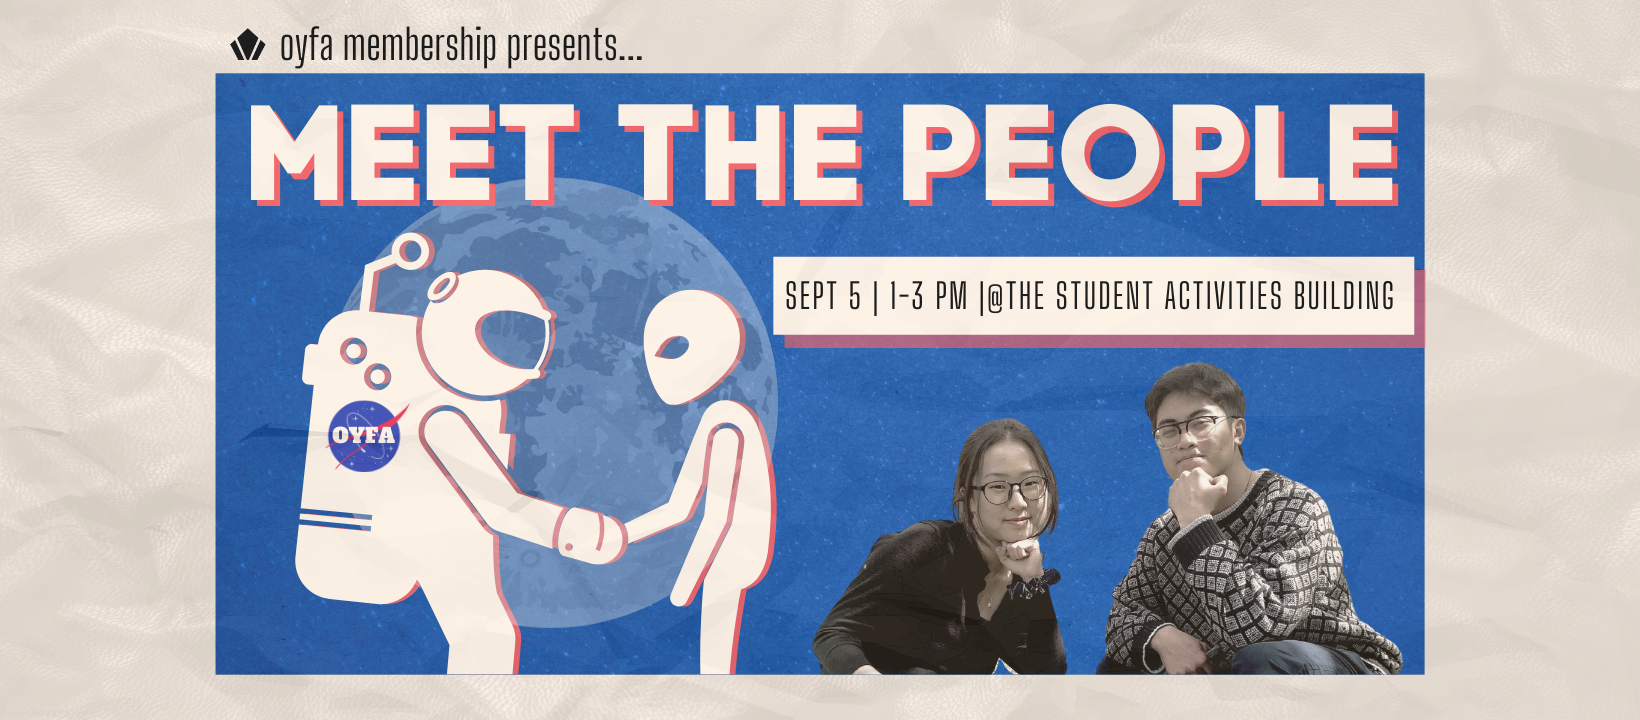 oyfa membership presents...
MEET THE PEOPLE
SEPT 5 | 1-3 PM |@THE STUDENT ACTIVITIES BUILDING
OYFA